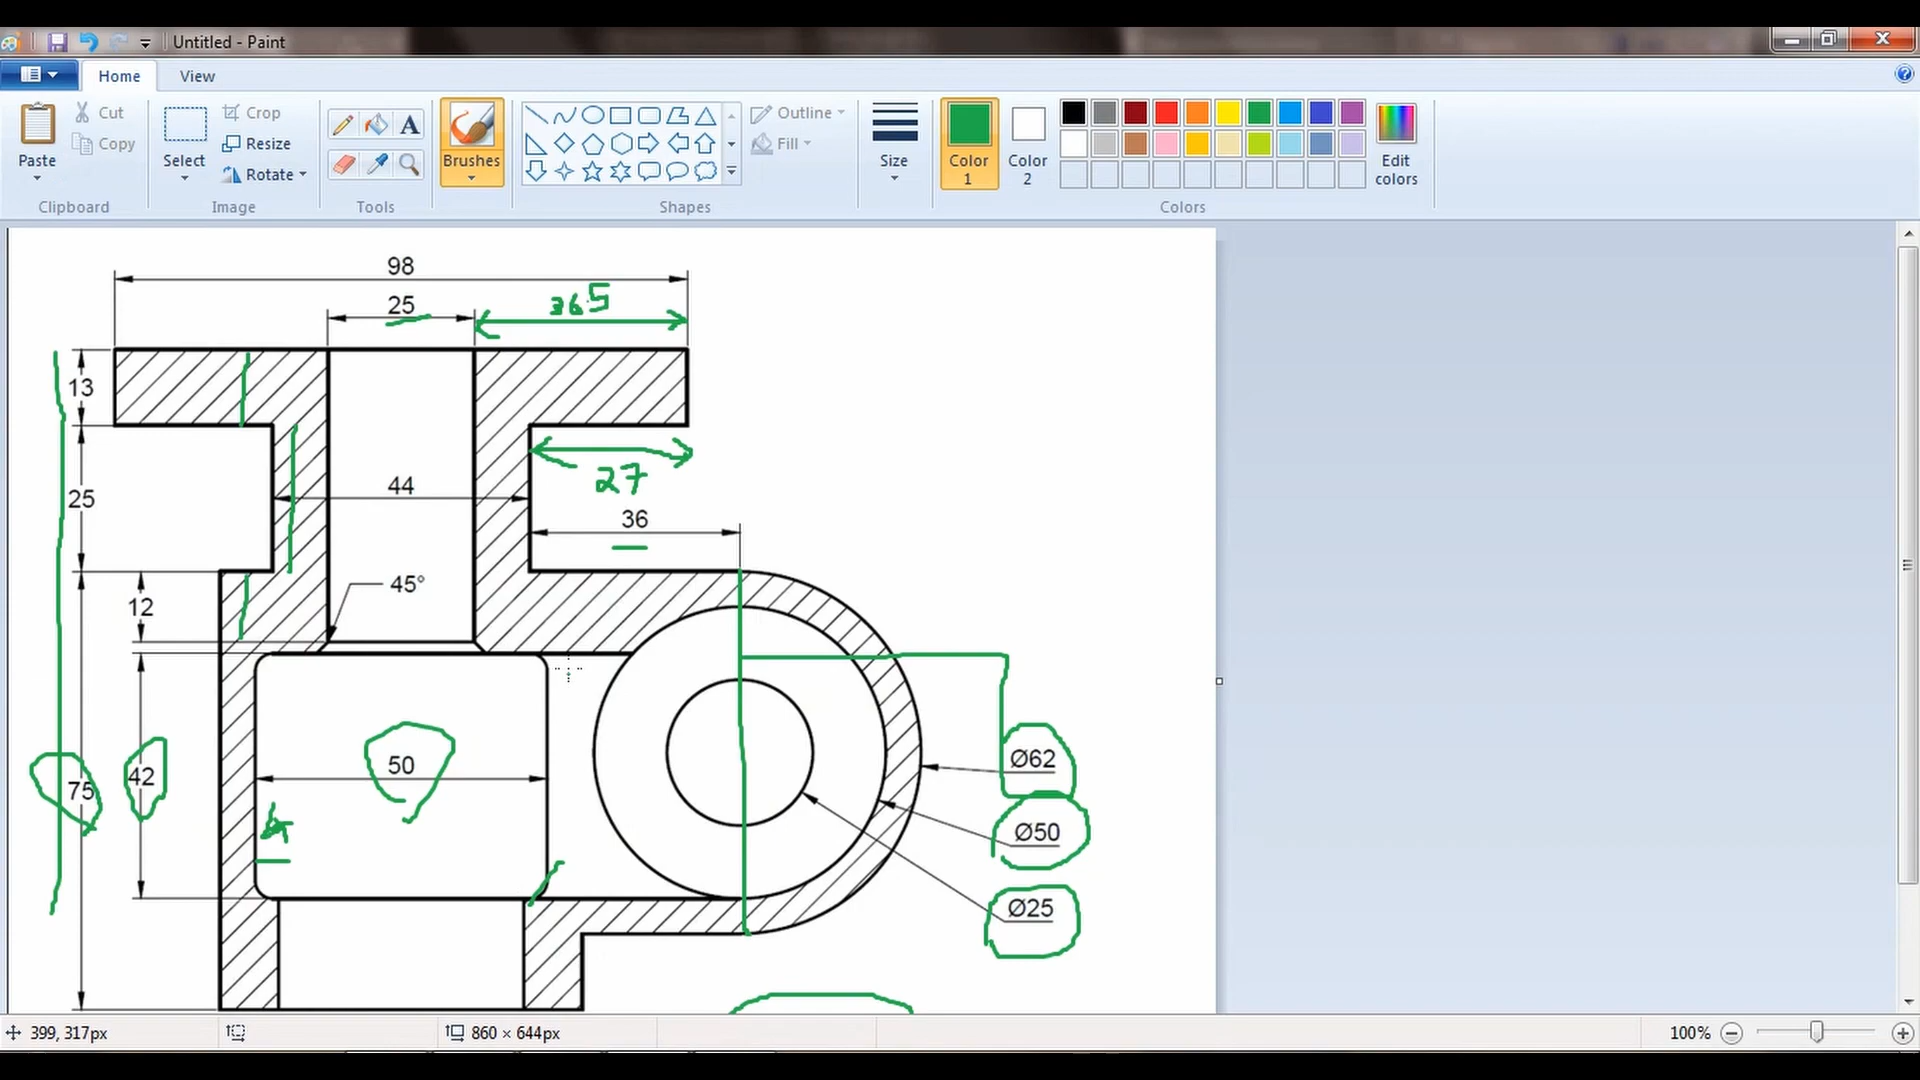 Untitled - Paint
Home View
Paste
Cut
Copy
Clipboard
Select
Crop
Resize
Rotate
Image
A
Tools
Brushes
Outline
Fill
Shapes
Size
Color 1
Color 2
Edit colors
Colors
98
25
36.5
13
27
25
44
36
45°
12
50
Ø62
42
75
4
Ø50
Ø25
399, 317px
860 × 644px
100%